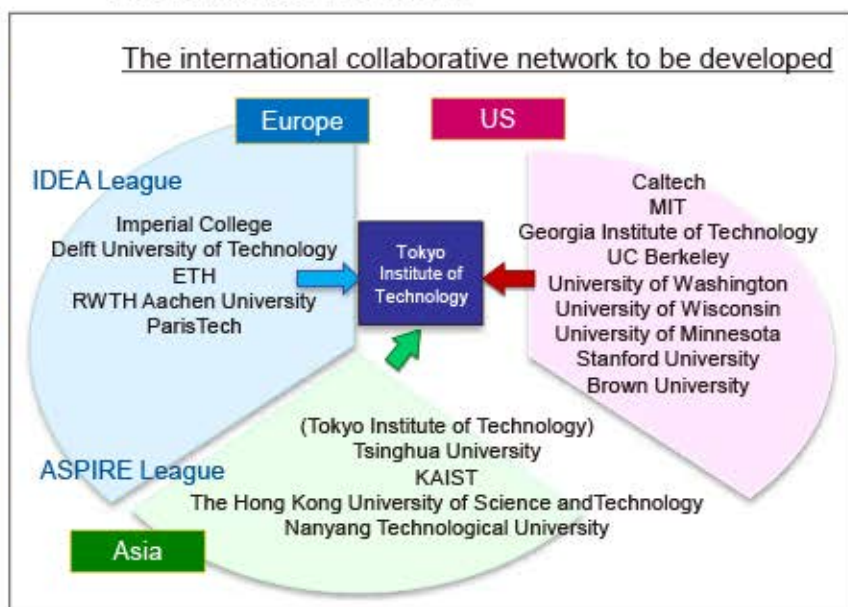 The international collaborative network to be developed
Europe
US
IDEA League
Imperial College
Delft University of Technology
ETH
RWTH Aachen University
ParisTech
Tokyo
Institute of
Technology
Caltech
MIT
Georgia Institute of Technology
UC Berkeley
University of Washington
University of Wisconsin
University of Minnesota
Stanford University
Brown University
ASPIRE League
(Tokyo Institute of Technology)
Tsinghua University
KAIST
The Hong Kong University of Science andTechnology
Nanyang Technological University
Asia